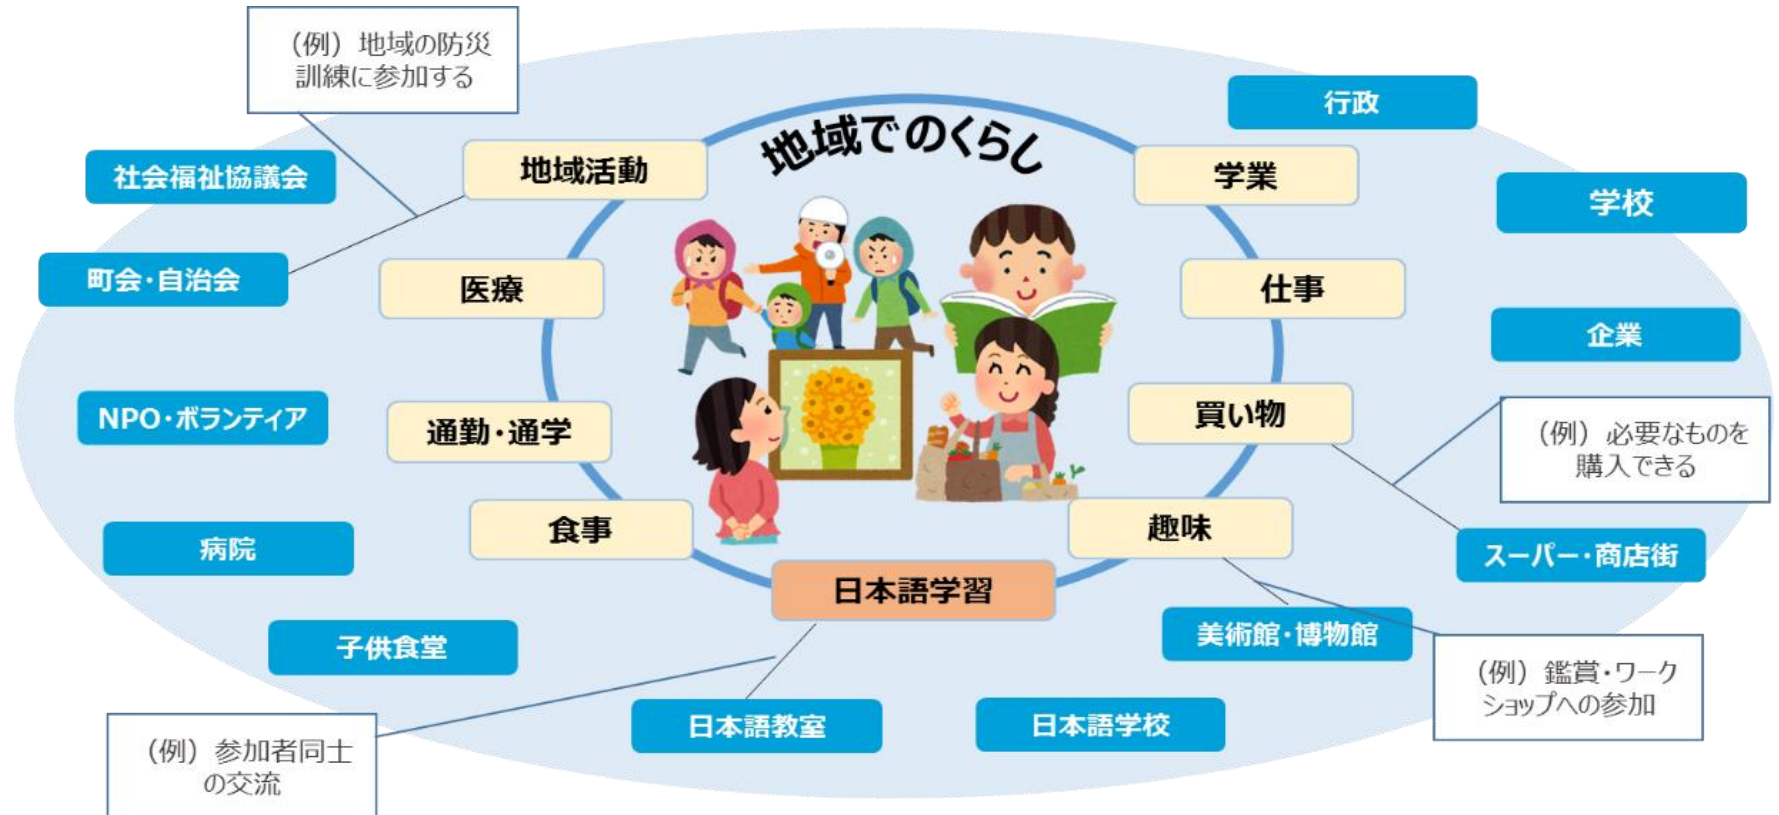 (例) 地域の防災
訓練に参加する
行政
地域でのくらし
社会福祉協議会
地域活動
学業
学校
町会・自治会
医療
仕事
企業
NPO・ボランティア
通勤・通学
買い物
(例) 必要なものを
購入できる
食事
趣味
病院
スーパー・商店街
日本語学習
子供食堂
美術館・博物館
(例) 鑑賞・ワーク
ショップへの参加
日本語教室
日本語学校
(例) 参加者同士
の交流